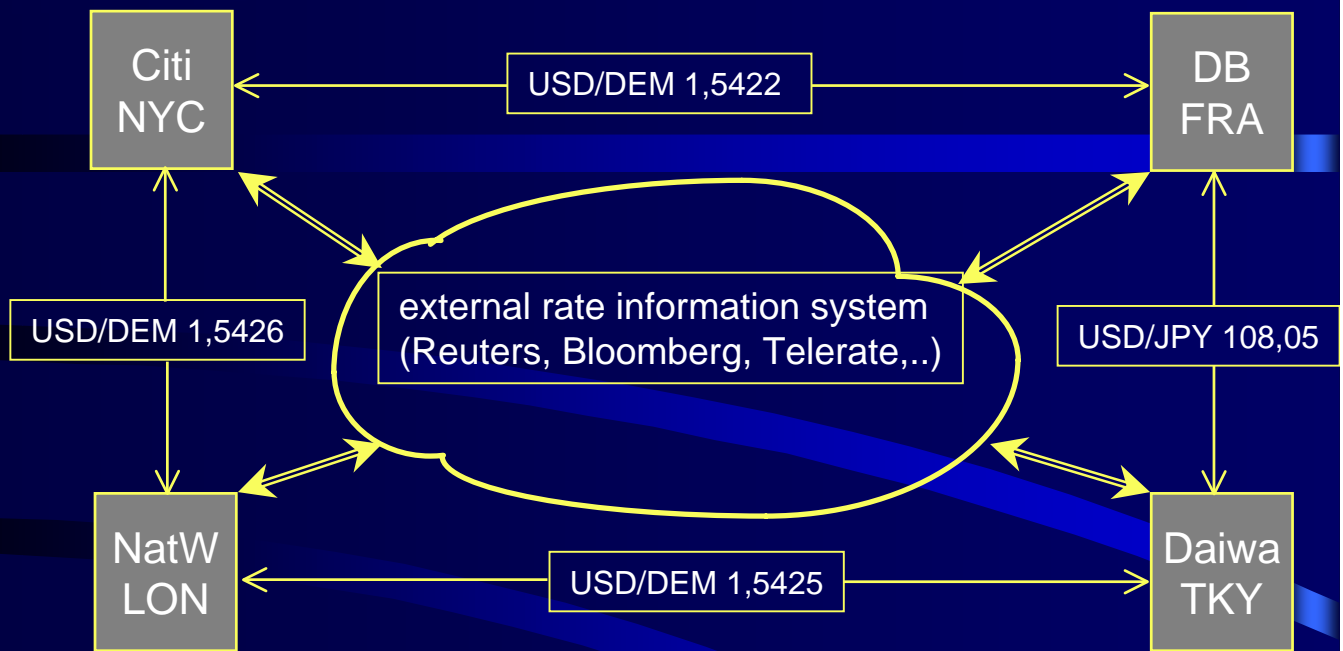 Citi
NYC
USD/DEM 1,5422
DB
FRA
USD/DEM 1,5426
external rate information system
(Reuters, Bloomberg, Telerate,..)
USD/JPY 108,05
NatW
LON
USD/DEM 1,5425
Daiwa
TKY